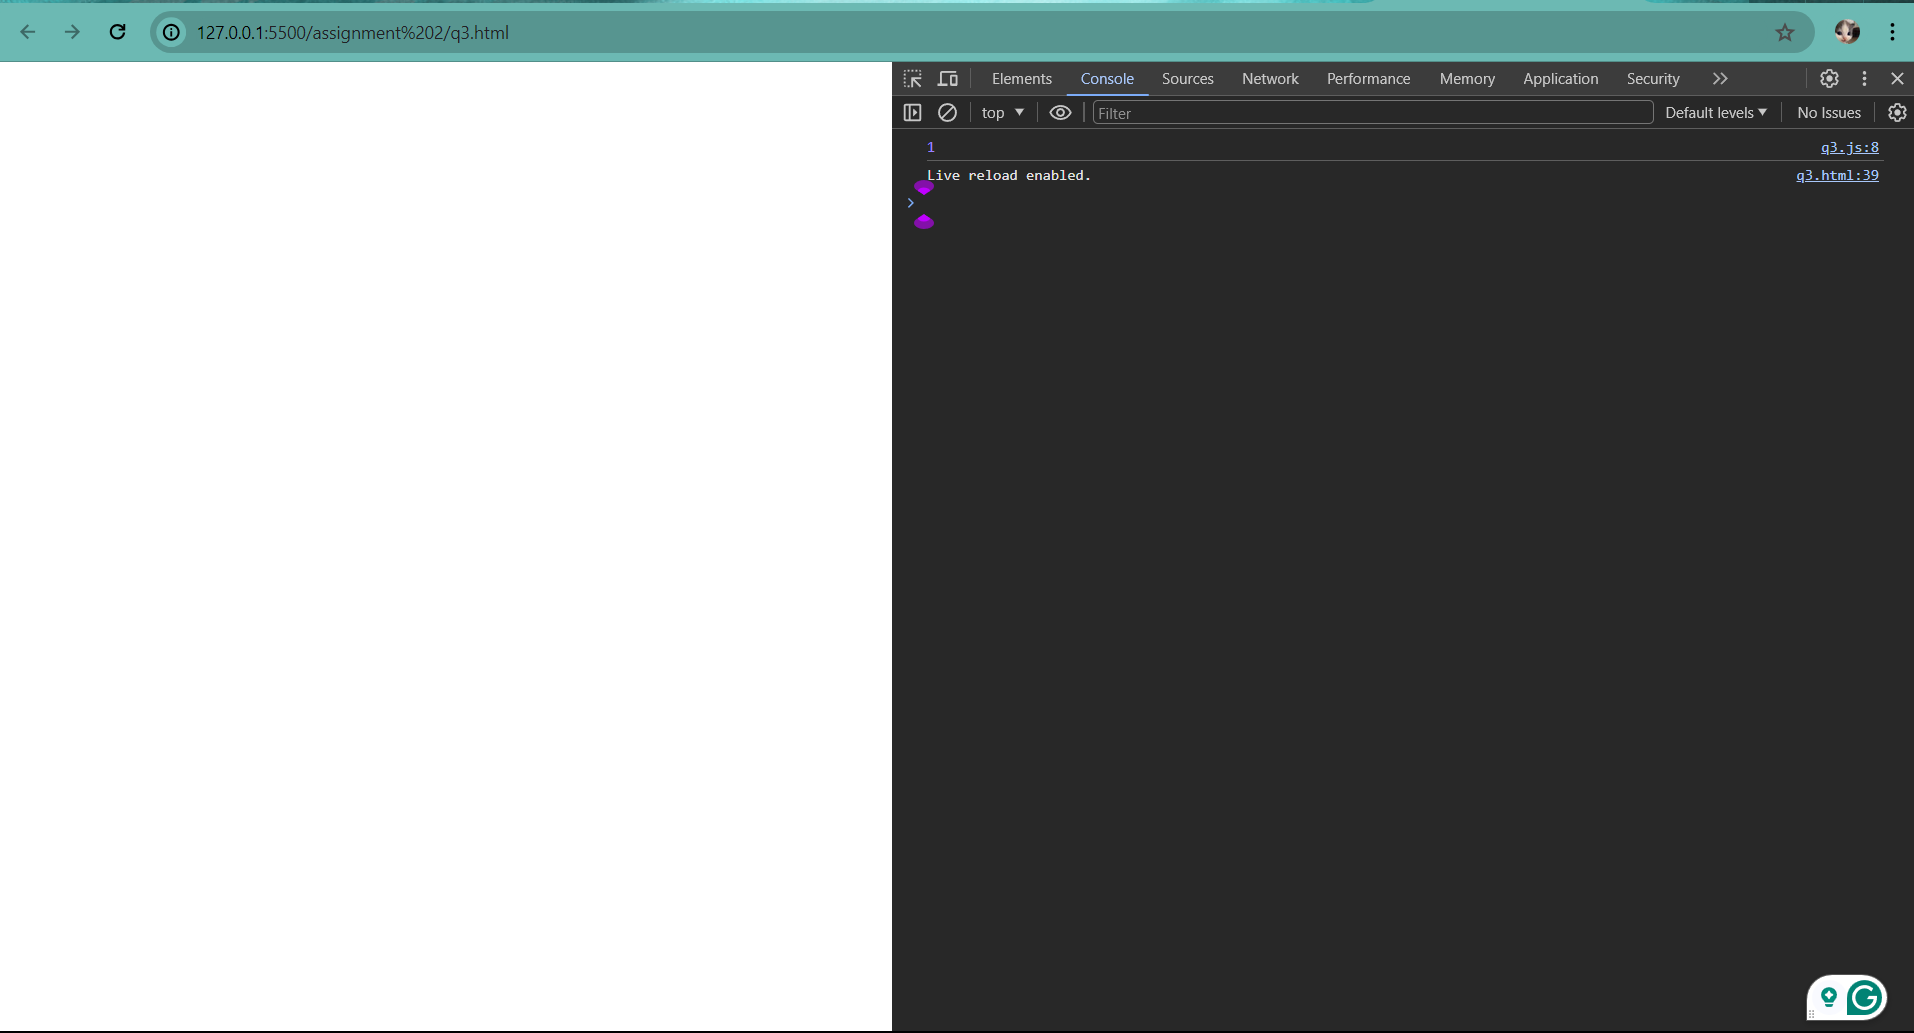 127.0.0.1:5500/assignment%202/q3.html
Elements Console Sources Network Performance Memory Application Security
top Filter Default levels No Issues
1 q3.js:8
Live reload enabled. q3.html:39